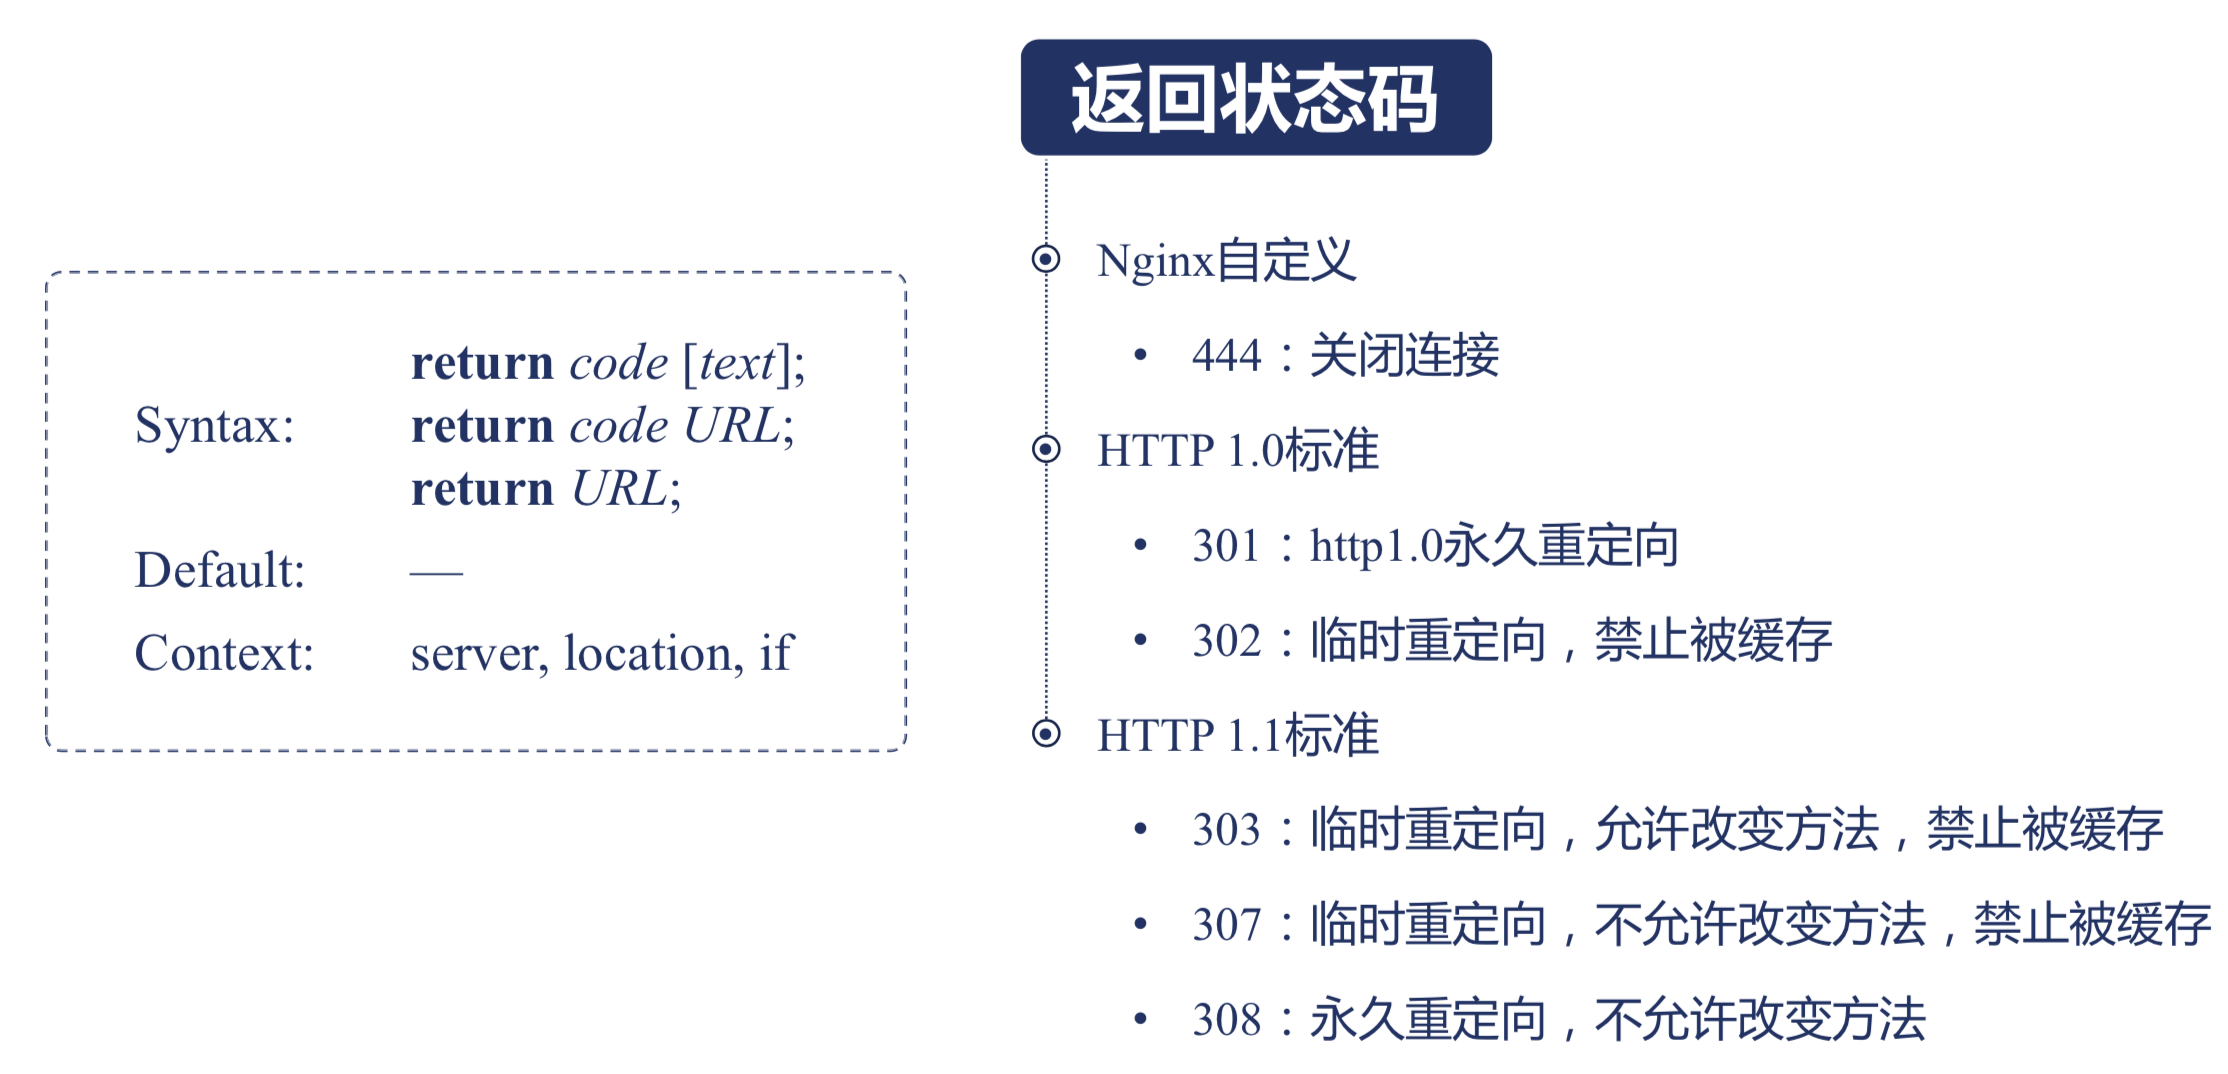 返回状态码
Syntax:
return code [text];
return code URL;
return URL;
Default:
—
Context:
server, location, if
Nginx自定义
• 444：关闭连接
HTTP 1.0标准
• 301：http1.0永久重定向
• 302：临时重定向，禁止被缓存
HTTP 1.1标准
• 303：临时重定向，允许改变方法，禁止被缓存
• 307：临时重定向，不允许改变方法，禁止被缓存
• 308：永久重定向，不允许改变方法